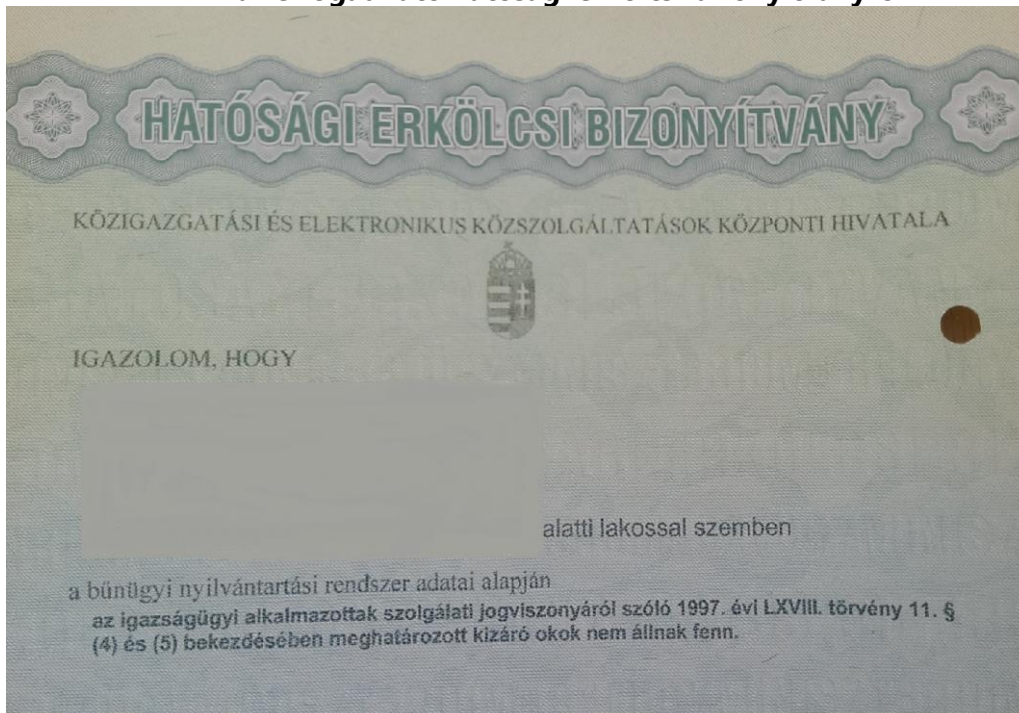 HATÓSÁGI ERKÖLCSI BIZONYÍTVÁNY
KÖZIGAZGATÁSI ÉS ELEKTRONIKUS KÖZSZOLGÁLTATÁSOK KÖZPONTI HIVATALA
IGAZOLOM, HOGY
alatti lakossal szemben
a bűnügyi nyilvántartási rendszer adatai alapján
az igazságügyi alkalmazottak szolgálati jogviszonyáról szóló 1997. évi LXVIII. törvény 11. §
(4) és (5) bekezdésében meghatározott kizáró okok nem állnak fenn.